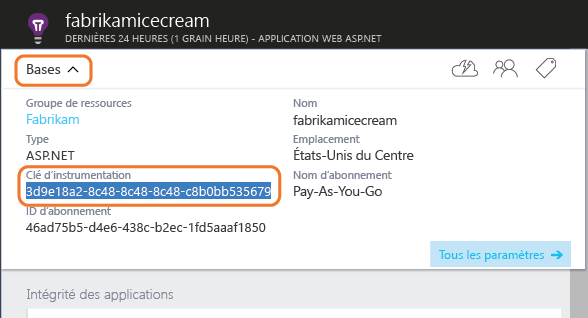 fabrikamicecream
DERNIÈRES 24 HEURES (1 GRAIN HEURE) - APPLICATION WEB ASP.NET
Bases
Groupe de ressources
Fabrikam
Nom
fabrikamicecream
Type
ASP.NET
Emplacement
États-Unis du Centre
Clé d'instrumentation
3d9e18a2-8c48-8c48-8c48-c8b0bb535679
Nom d'abonnement
Pay-As-You-Go
ID d'abonnement
46ad75b5-d4e6-438c-b2ec-1fd5aaaf1850
Tous les paramètres →
Intégrité des applications